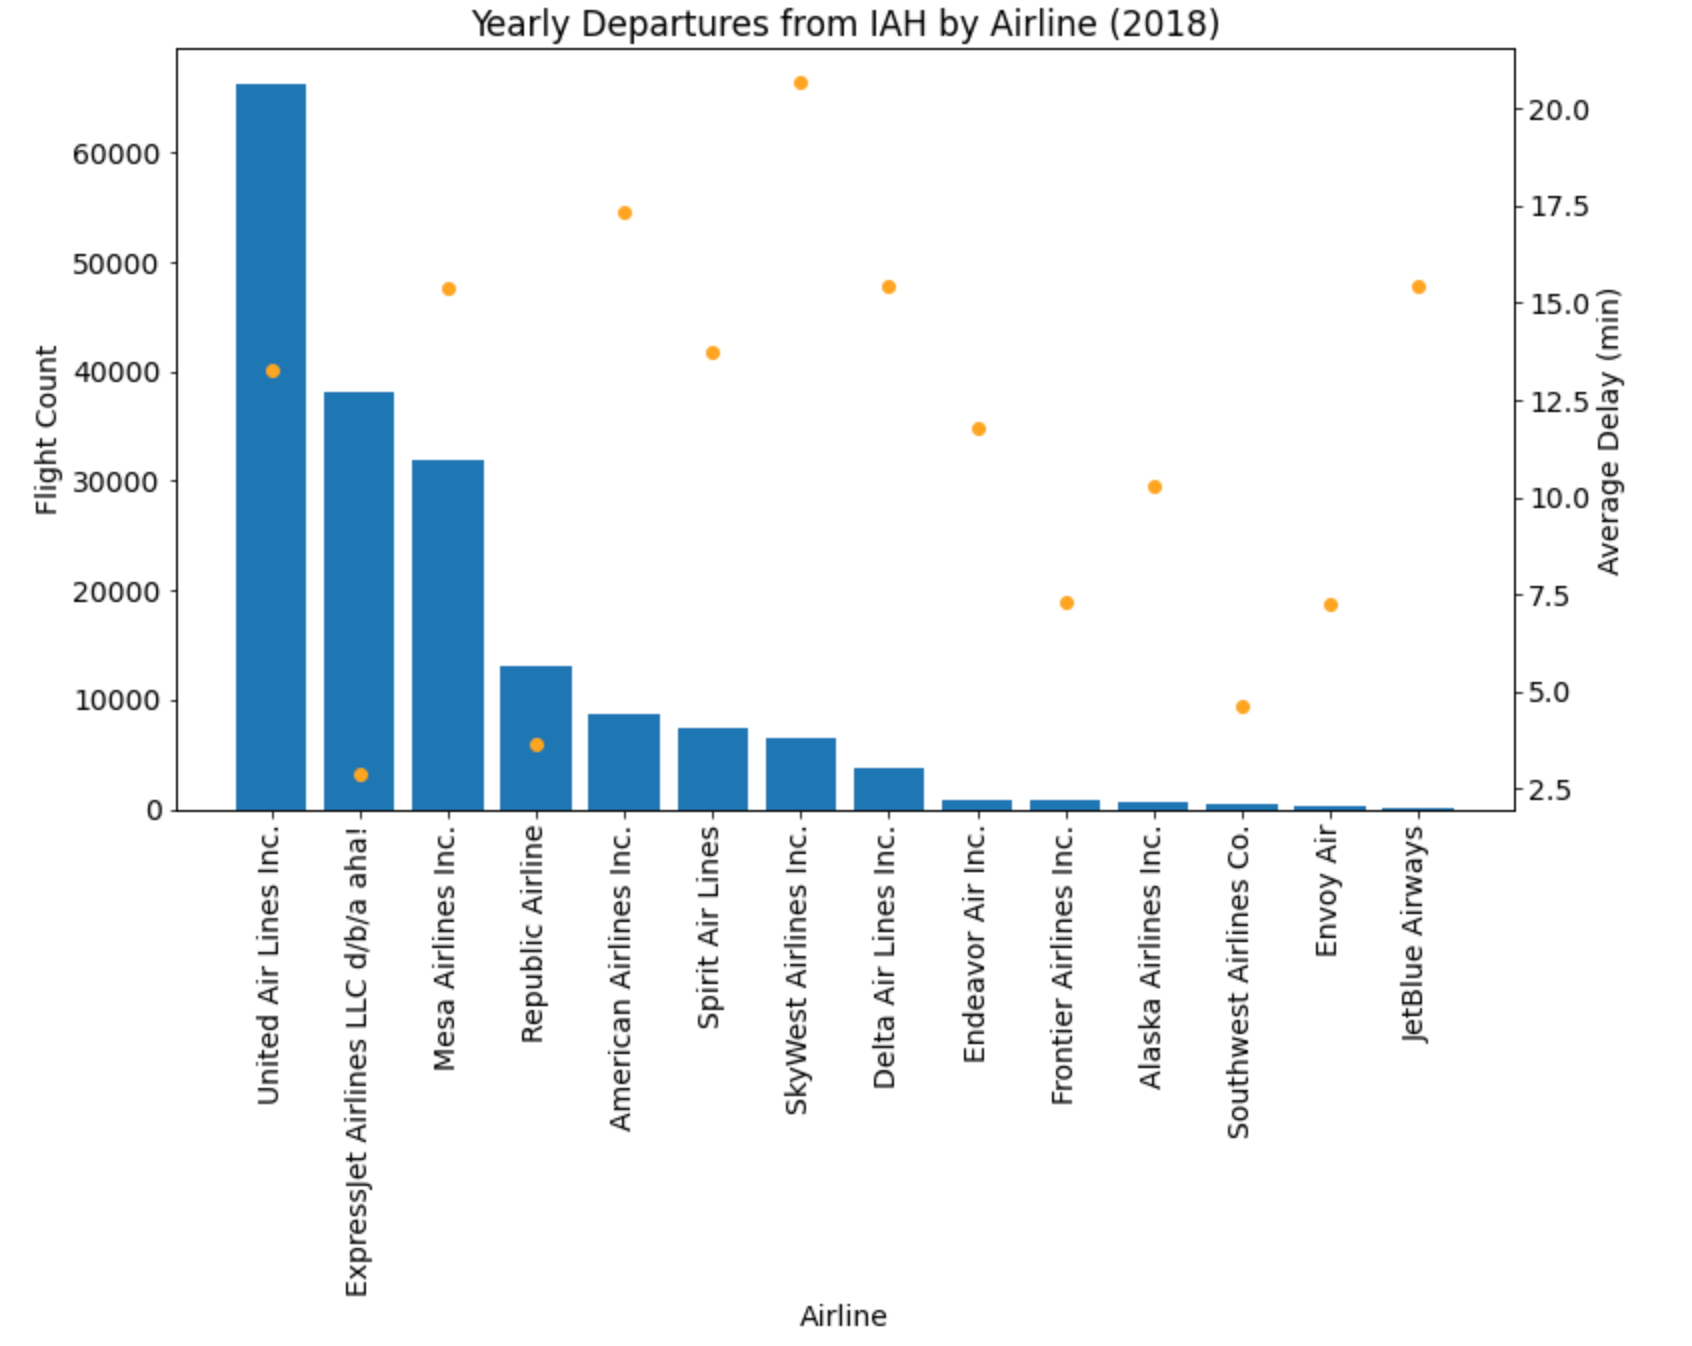 Yearly Departures from IAH by Airline (2018)
Flight Count
60000
50000
40000
30000
20000
10000
0
20.0
17.5
15.0
12.5
10.0
7.5
5.0
2.5
Average Delay (min)
United Air Lines Inc.
ExpressJet Airlines LLC d/b/a aha!
Mesa Airlines Inc.
Republic Airline
American Airlines Inc.
Spirit Air Lines
SkyWest Airlines Inc.
Delta Air Lines Inc.
Endeavor Air Inc.
Frontier Airlines Inc.
Alaska Airlines Inc.
Southwest Airlines Co.
Envoy Air
JetBlue Airways
Airline